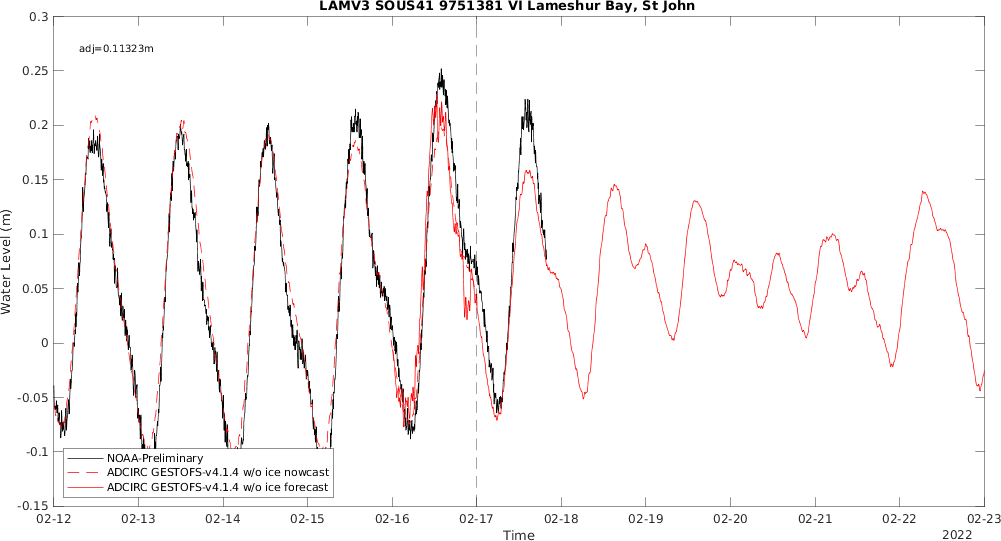 LAMV3 SOUS41 9751381 VI Lameshur Bay, St John
adj=0.11323m
Water Level (m)
0.3
0.25
0.2
0.15
0.1
0.05
0
-0.05
-0.1
-0.15
NOAA-Preliminary
ADCIRC GESTOFS-v4.1.4 w/o ice nowcast
ADCIRC GESTOFS-v4.1.4 w/o ice forecast
02-12 02-13 02-14 02-15 02-16 02-17 02-18 02-19 02-20 02-21 02-22 02-23
Time
2022